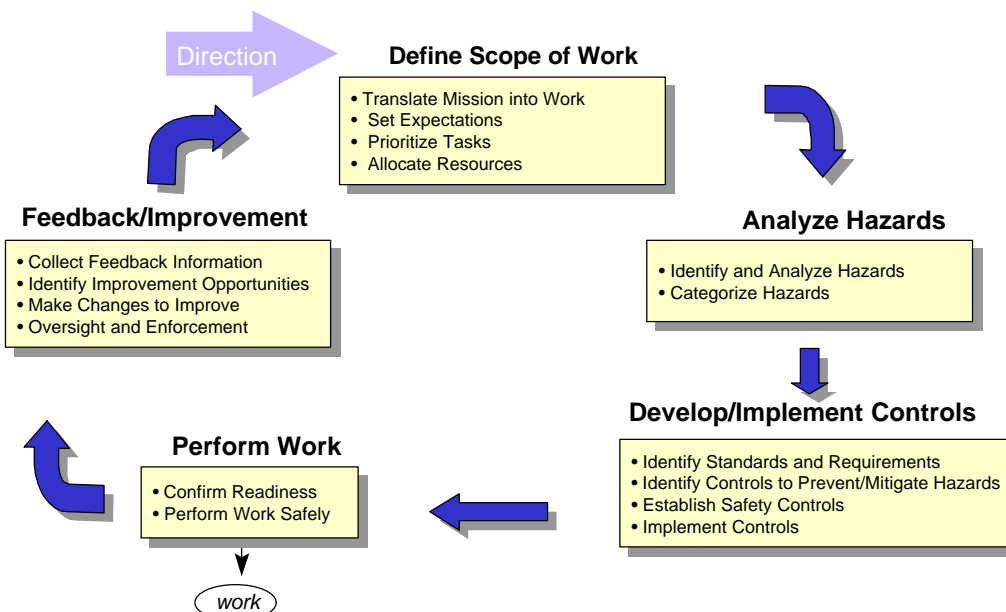 Direction
Define Scope of Work
• Translate Mission into Work
• Set Expectations
• Prioritize Tasks
• Allocate Resources
Analyze Hazards
• Identify and Analyze Hazards
• Categorize Hazards
Develop/Implement Controls
• Identify Standards and Requirements
• Identify Controls to Prevent/Mitigate Hazards
• Establish Safety Controls
• Implement Controls
Perform Work
• Confirm Readiness
• Perform Work Safely
work
Feedback/Improvement
• Collect Feedback Information
• Identify Improvement Opportunities
• Make Changes to Improve
• Oversight and Enforcement